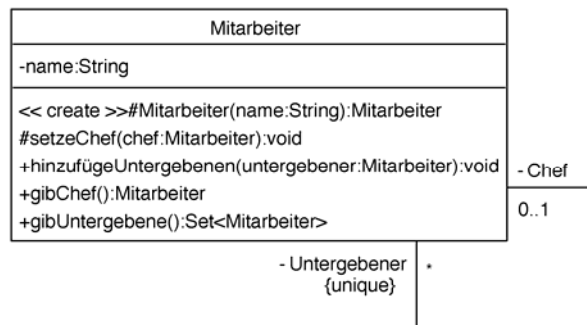 Mitarbeiter
-name:String
<< create >>#Mitarbeiter(name:String):Mitarbeiter
#setzeChef(chef:Mitarbeiter):void
+hinzufügeUntergebenen(untergebener:Mitarbeiter):void
+gibChef():Mitarbeiter
+gibUntergebene():Set<Mitarbeiter>
- Chef
0..1
- Untergebener
{unique}
*